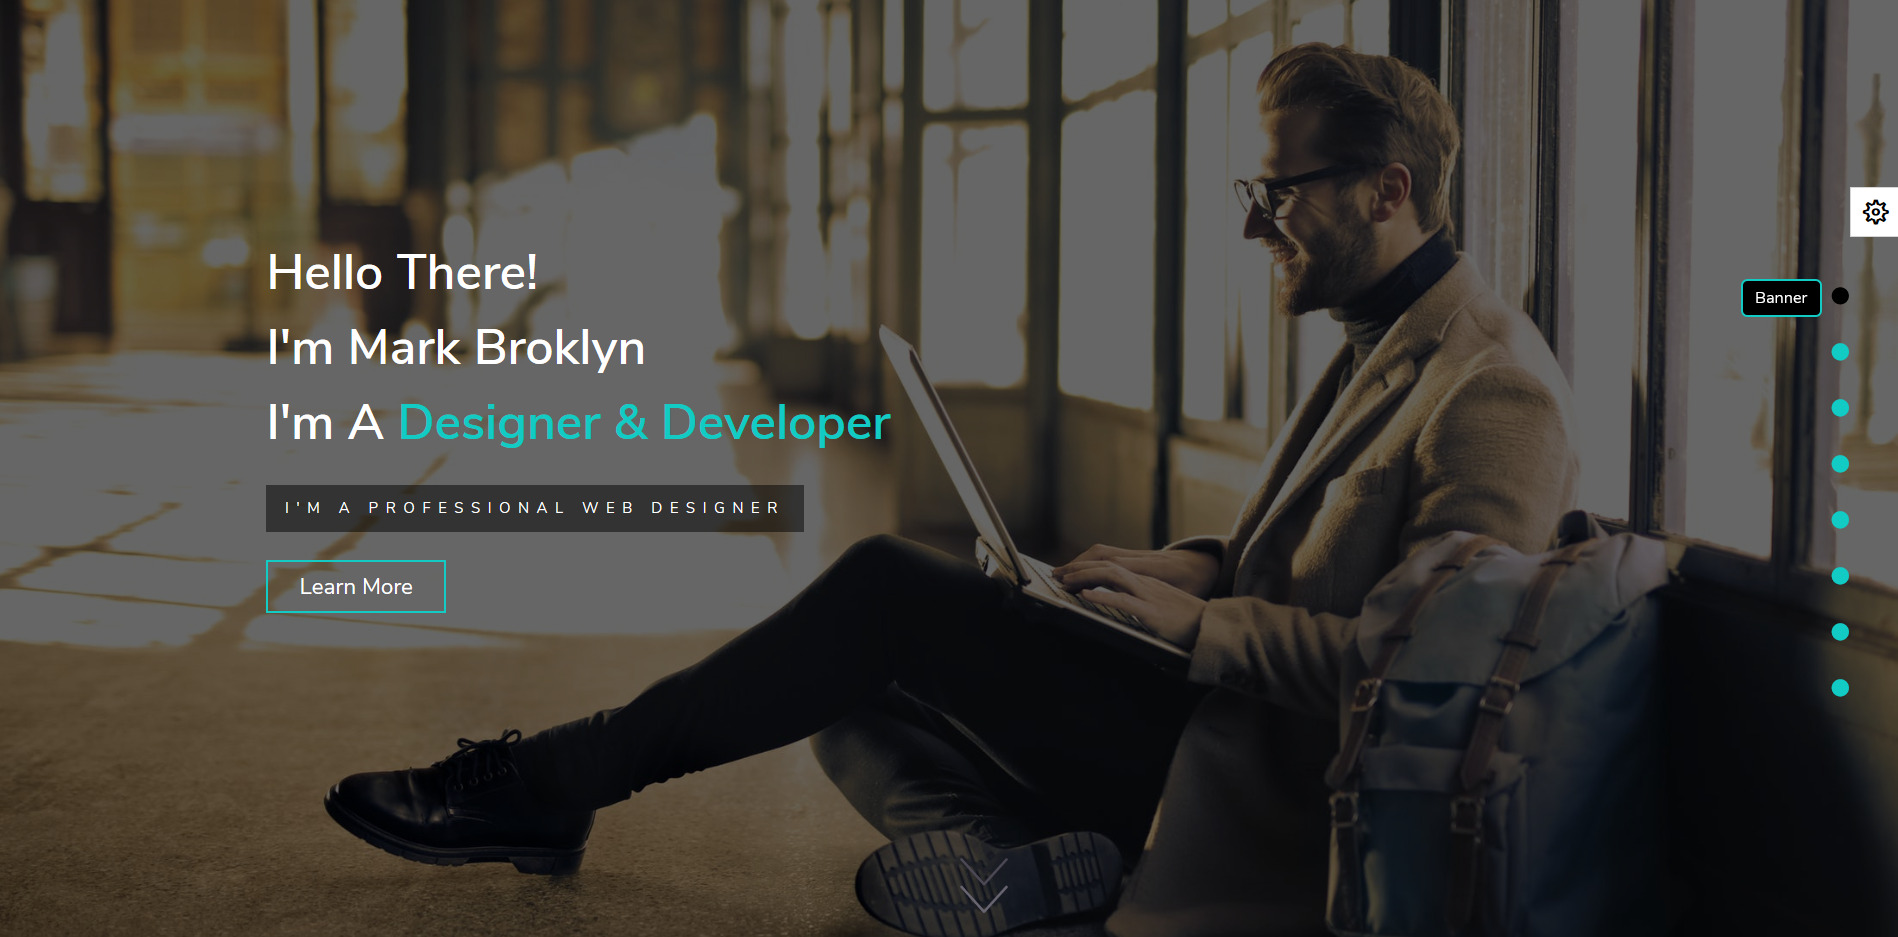 Hello There!
I'm Mark Broklyn
I'm A Designer & Developer
I'M A PROFESSIONAL WEB DESIGNER
Learn More
Banner